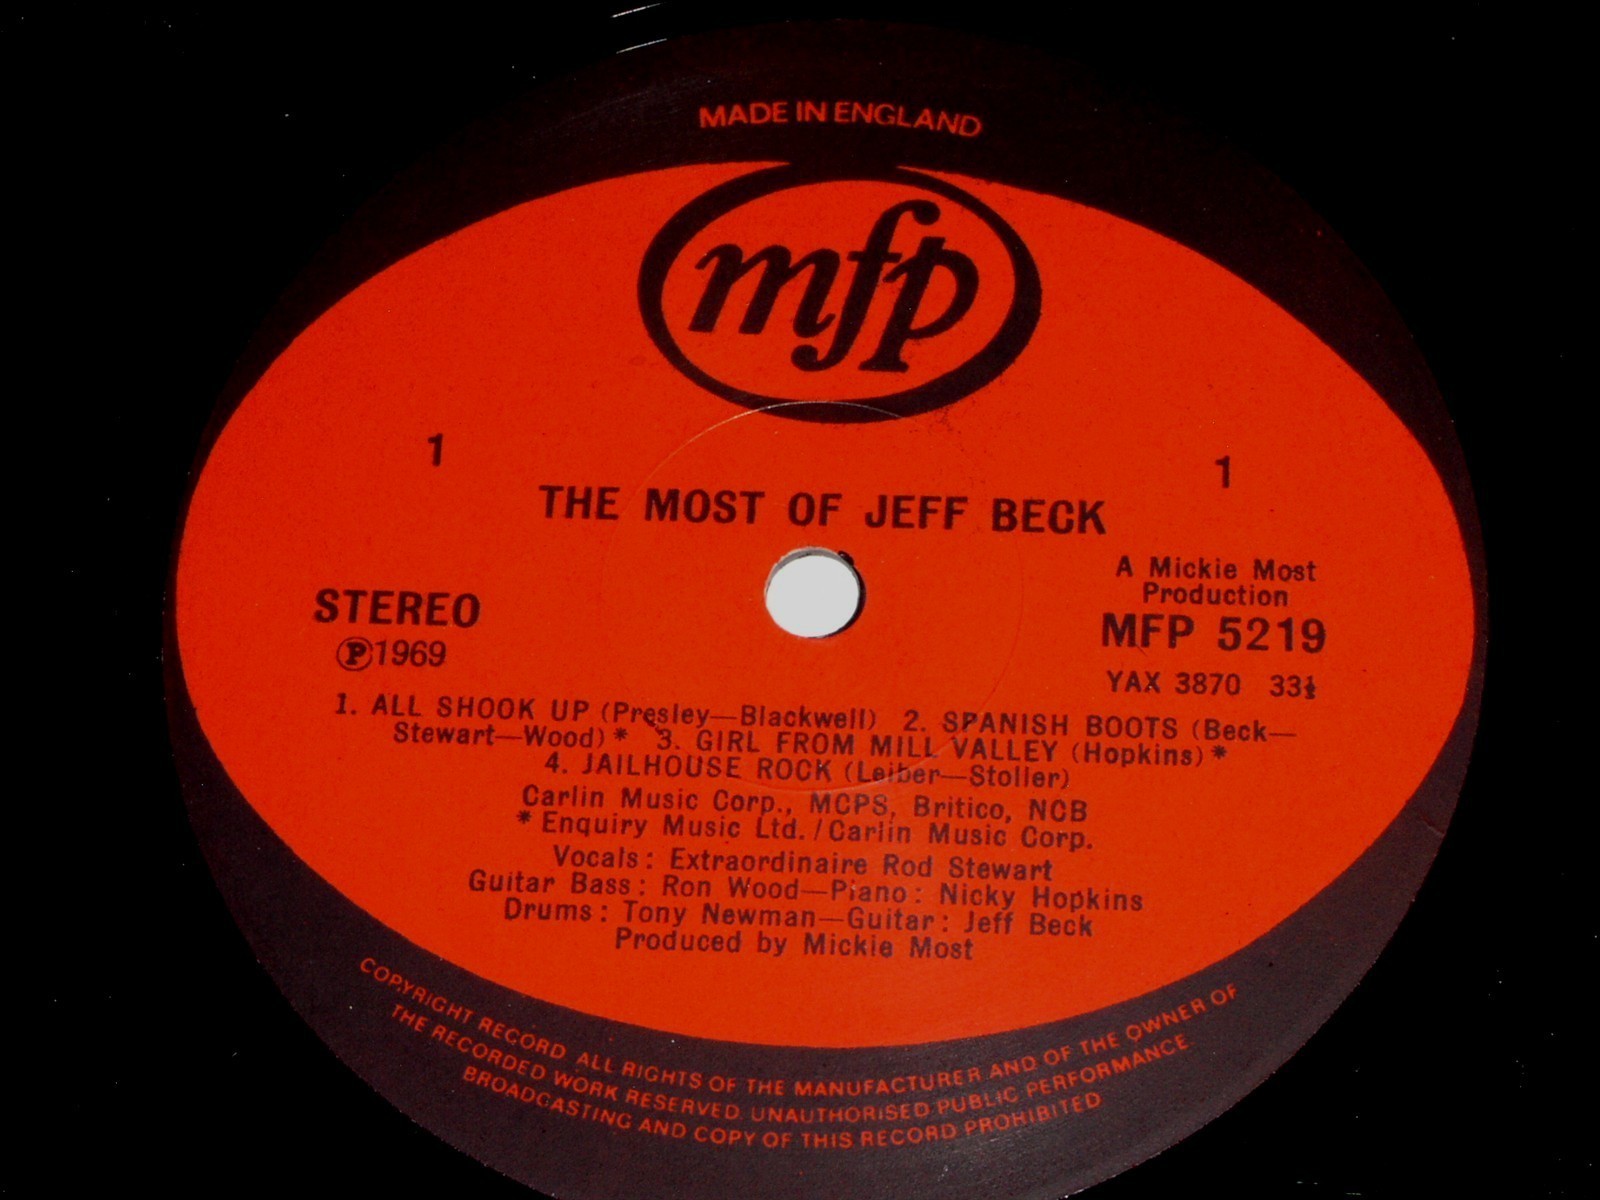 MADE IN ENGLAND
mfp
1 1
THE MOST OF JEFF BECK
STEREO
Ⓟ1969
A Mickie Most
Production
MFP 5219
YAX 3870 33⅓
1. ALL SHOOK UP (Presley—Blackwell) 2. SPANISH BOOTS (Beck—
Stewart—Wood)* 3. GIRL FROM MILL VALLEY (Hopkins)*
4. JAILHOUSE ROCK (Leiber—Stoller)
Carlin Music Corp., MCPS, Britico, NCB
*Enquiry Music Ltd./Carlin Music Corp.
Vocals: Extraordinaire Rod Stewart
Guitar Bass: Ron Wood—Piano: Nicky Hopkins
Drums: Tony Newman—Guitar: Jeff Beck
Produced by Mickie Most
COPYRIGHT RECORD ALL RIGHTS OF THE MANUFACTURER AND OF THE OWNER OF
THE RECORDED WORK RESERVED. UNAUTHORISED PUBLIC PERFORMANCE
BROADCASTING AND COPY OF THIS RECORD PROHIBITED